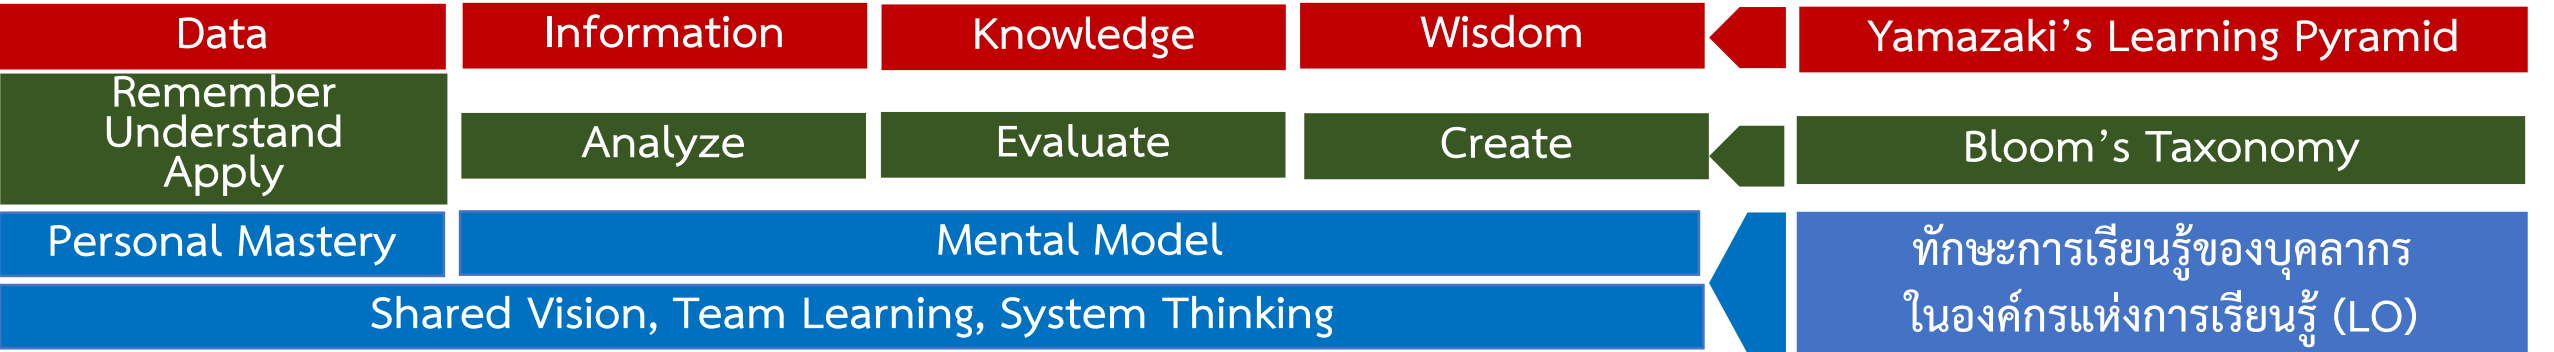 Data
Information
Knowledge
Wisdom
Yamazaki's Learning Pyramid
Remember
Understand
Apply
Analyze
Evaluate
Create
Bloom's Taxonomy
Personal Mastery
Mental Model
ทักษะการเรียนรู้ของบุคลากร
ในองค์กรแห่งการเรียนรู้ (LO)
Shared Vision, Team Learning, System Thinking